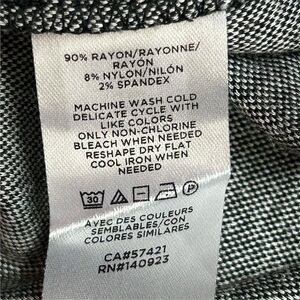 90% RAYON/RAYONNE/
RAYÓN
8% NYLON/NILÓN
2% SPANDEX
MACHINE WASH COLD
DELICATE CYCLE WITH
LIKE COLORS
ONLY NON-CHLORINE
BLEACH WHEN NEEDED
RESHAPE DRY FLAT
COOL IRON WHEN
NEEDED
30 P
AVEC DES COULEURS
SEMBLABLES/CON
COLORES SIMILARES
CA#57421
RN#140923